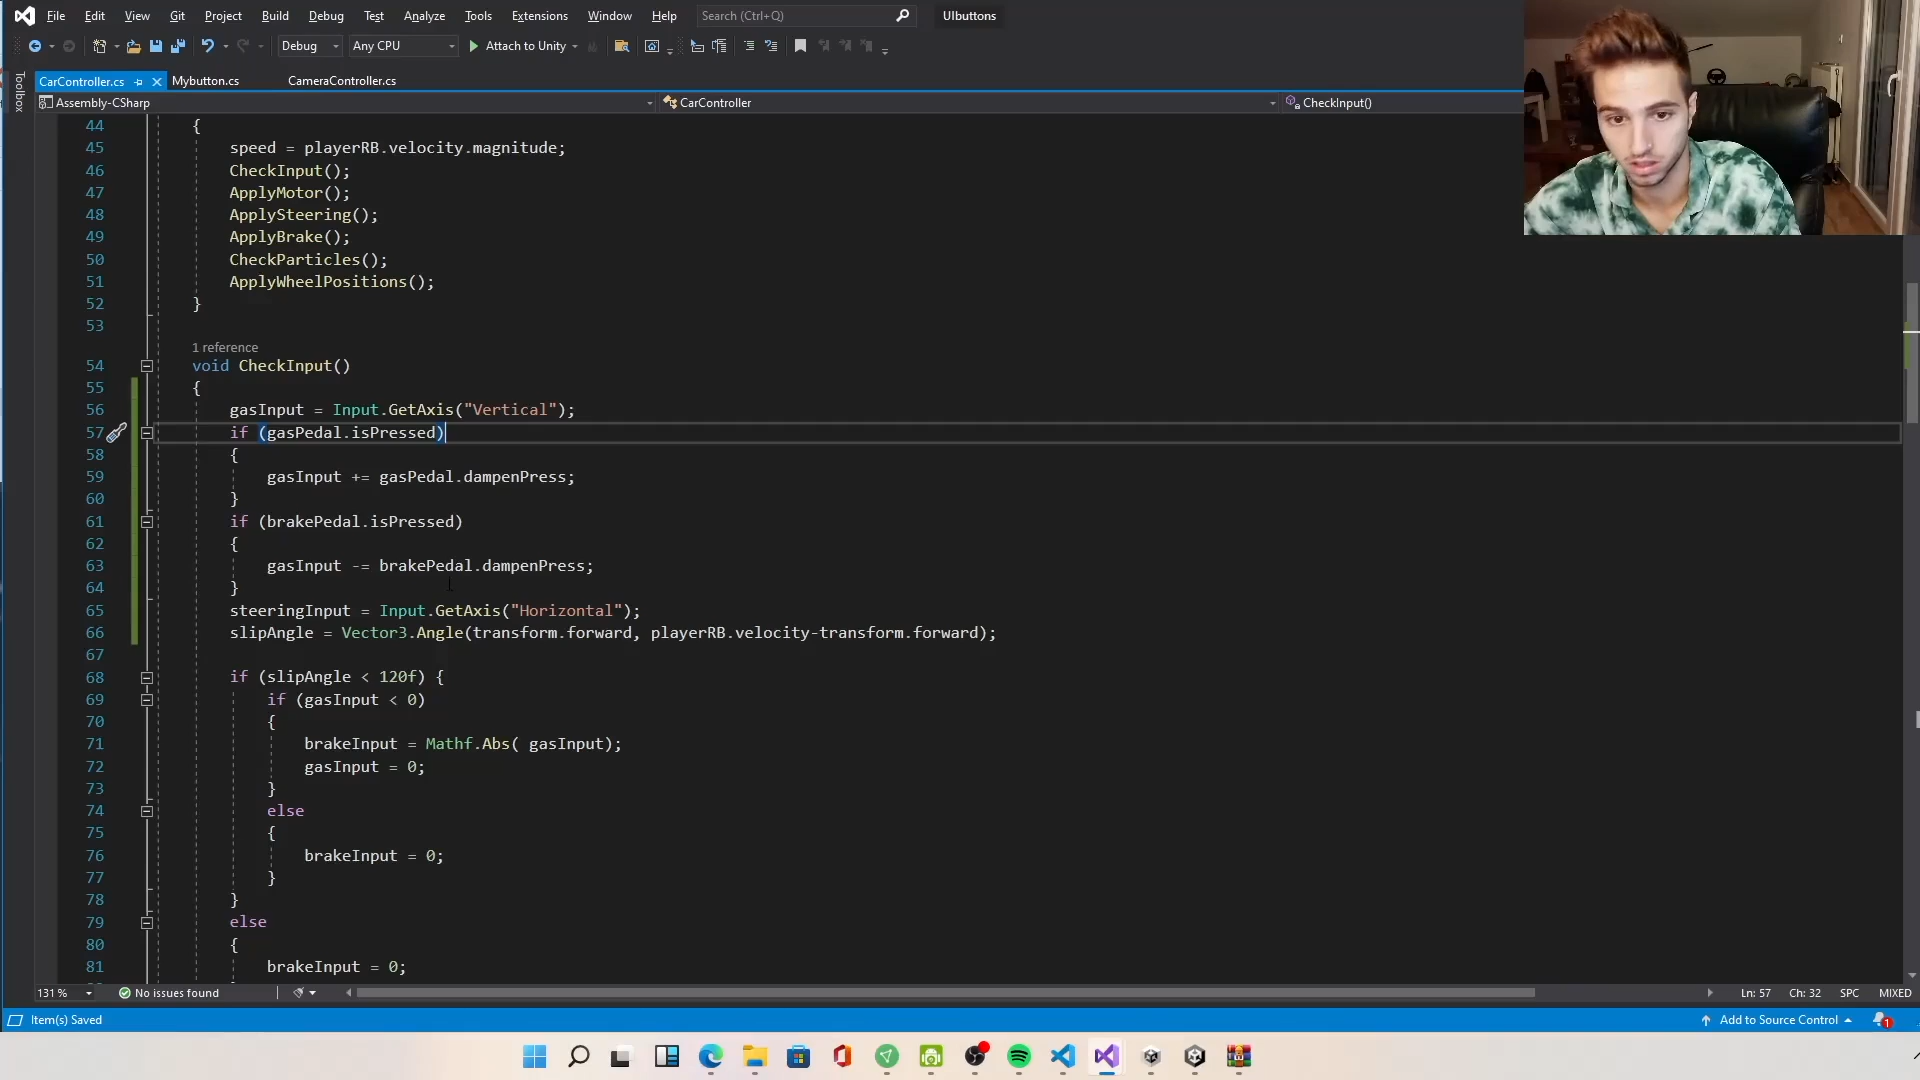 File Edit View Git Project Build Debug Test Analyze Tools Extensions Window Help Search (Ctrl+Q) UIbuttons
Debug Any CPU Attach to Unity
CarController.cs Mybutton.cs CameraController.cs
Toolbox
Assembly-CSharp CarController CheckInput()
44 {
45 speed = playerRB.velocity.magnitude;
46 CheckInput();
47 ApplyMotor();
48 ApplySteering();
49 ApplyBrake();
50 CheckParticles();
51 ApplyWheelPositions();
52 }
53
1 reference
54 void CheckInput()
55 {
56 gasInput = Input.GetAxis("Vertical");
57 if (gasPedal.isPressed)
58 {
59 gasInput += gasPedal.dampenPress;
60 }
61 if (brakePedal.isPressed)
62 {
63 gasInput -= brakePedal.dampenPress;
64 }
65 steeringInput = Input.GetAxis("Horizontal");
66 slipAngle = Vector3.Angle(transform.forward, playerRB.velocity-transform.forward);
67
68 if (slipAngle < 120f) {
69 if (gasInput < 0)
70 {
71 brakeInput = Mathf.Abs( gasInput);
72 gasInput = 0;
73 }
74 else
75 {
76 brakeInput = 0;
77 }
78 }
79 else
80 {
81 brakeInput = 0;
131 % No issues found Ln: 57 Ch: 32 SPC MIXED
Item(s) Saved Add to Source Control 1